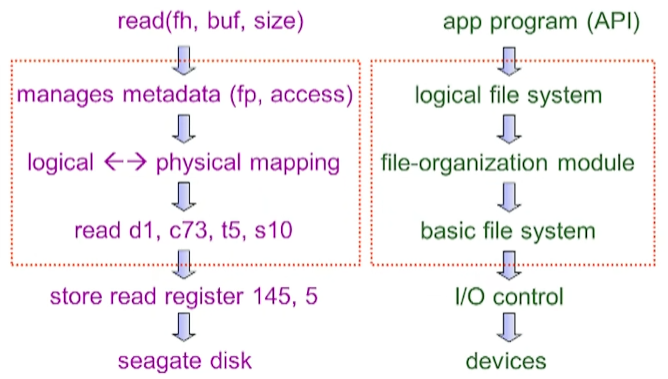 read(fh, buf, size)
app program (API)
manages metadata (fp, access)
logical file system
logical ←→ physical mapping
file-organization module
read d1, c73, t5, s10
basic file system
store read register 145, 5
I/O control
seagate disk
devices